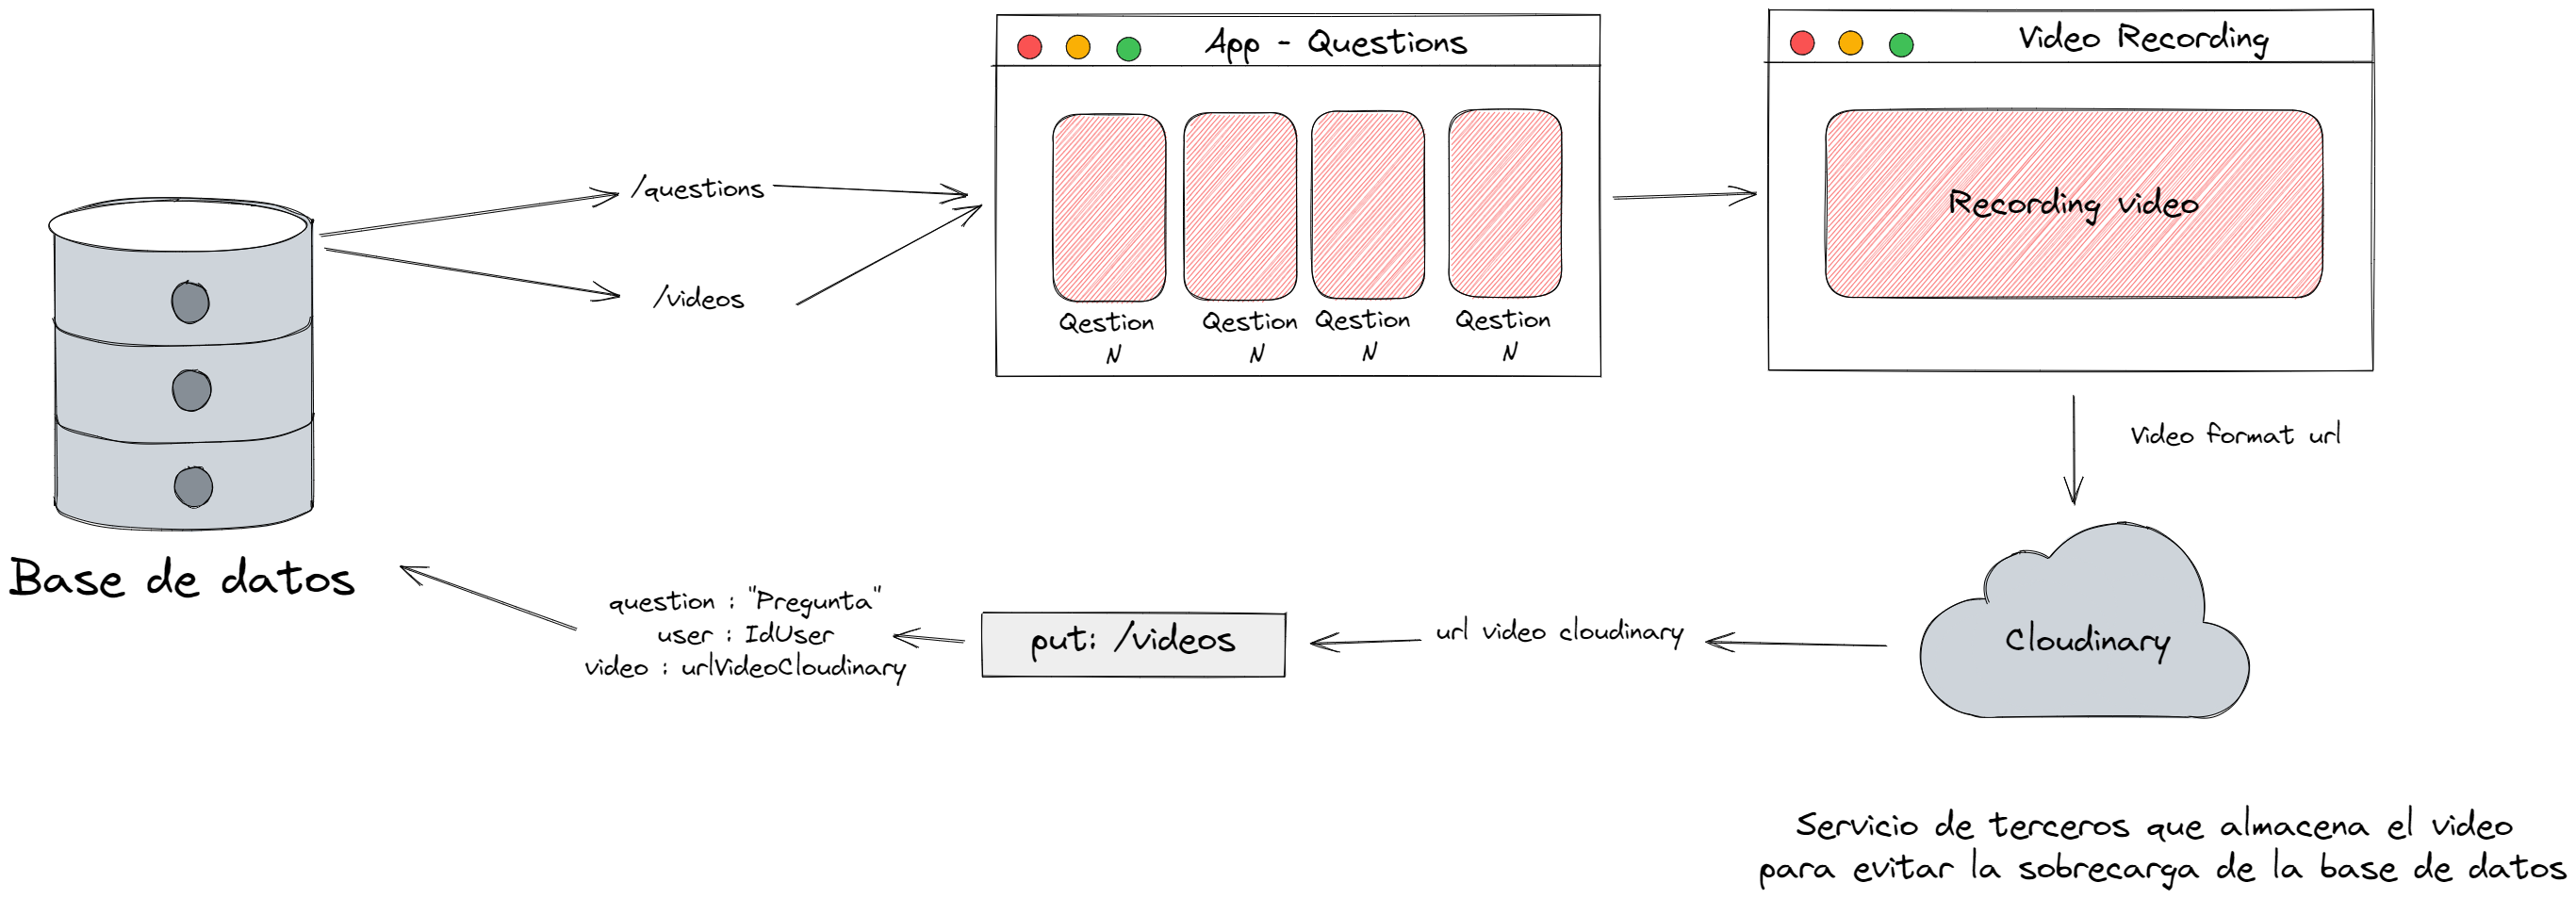 App - Questions
Video Recording
/questions
/videos
Qestion
N
Qestion
N
Qestion
N
Qestion
N
Recording video
Video format url
Base de datos
question : "Pregunta"
user : IdUser
video : urlVideoCloudinary
put: /videos
url video cloudinary
Cloudinary
Servicio de terceros que almacena el video
para evitar la sobrecarga de la base de datos